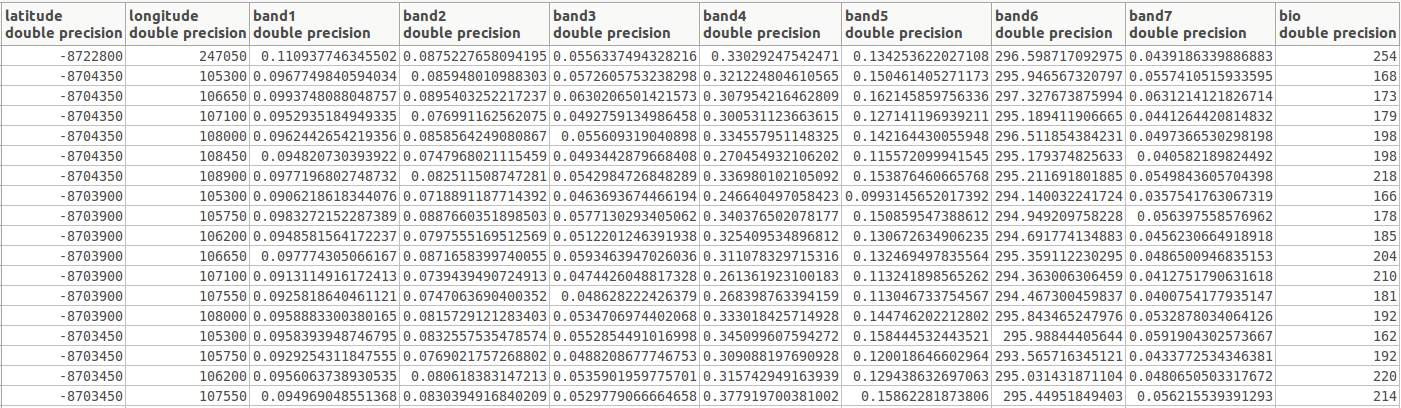 latitude longitude band1 band2 band3 band4 band5 band6 band7 bio
double precision double precision double precision double precision double precision double precision double precision double precision double precision double precision
-8722800 247050 0.110937746345502 0.0875227658094195 0.0556337494328216 0.33029247542471 0.134253622027108 296.598717092975 0.0439186339886883 254
-8704350 105300 0.0967749840594034 0.085948010988303 0.0572605753238298 0.321224804610565 0.150461405271173 295.946567320797 0.0557410515933595 168
-8704350 106650 0.0993748088048757 0.0895403252217237 0.0630206501421573 0.307954216462809 0.162145859756336 297.327673875994 0.0631214121826714 173
-8704350 107100 0.0952935184949335 0.076991162562075 0.0492759134986458 0.300531123663615 0.127141196939211 295.189411906665 0.0441264420814832 179
-8704350 108000 0.0962442654219356 0.0858564249080867 0.055609319040898 0.334557951148325 0.142164430055948 296.511854384231 0.0497366530298198 198
-8704350 108450 0.094820730393922 0.0747968021115459 0.0493442879668408 0.270454932106202 0.115572099941545 295.179374825633 0.040582189824492 198
-8704350 108900 0.0977196802748732 0.082511508747281 0.0542984726848289 0.336980102105092 0.153876460665768 295.211691801885 0.0549843605704398 218
-8703900 105300 0.0906218618344076 0.0718891187714392 0.0463693674466194 0.246640497058423 0.0993145652017392 294.140032241724 0.0357541763067319 166
-8703900 105750 0.0983272152287389 0.0887660351898503 0.0577130293405062 0.340376502078177 0.150859547388612 294.949209758228 0.056397558576962 178
-8703900 106200 0.0948581564172237 0.0797555169512569 0.0512201246391938 0.325409534896812 0.130672634906235 294.691774134883 0.0456230664918918 185
-8703900 106650 0.097774305066167 0.0871658399740055 0.0593463947026036 0.311078329715316 0.132469497835564 295.359112230295 0.0486500946835153 204
-8703900 107100 0.0913114916172413 0.0739439490724913 0.0474426048817328 0.261361923100183 0.113241898565262 294.363006306459 0.0412751790631618 210
-8703900 107550 0.0925818640461121 0.0747063690400352 0.048628222426379 0.268398763394159 0.113046733754567 294.467300459837 0.0400754177935147 181
-8703900 108000 0.0958883300380165 0.0815729121283403 0.0534706974402068 0.333018425714928 0.144746202212802 295.843465247976 0.0532878034064126 192
-8703450 105300 0.0958393948746795 0.0832557535478574 0.0552854491016998 0.345099607594272 0.158444532443521 295.98844405644 0.0591904302573667 162
-8703450 105750 0.0929254311847555 0.0769021757268802 0.0488208677746753 0.309088197690928 0.120018646602964 293.565716345121 0.0433772534346381 192
-8703450 106200 0.0956063738930535 0.080618383147213 0.0535901959775701 0.315742949163939 0.129438632697063 295.031431871104 0.0480650503317672 220
-8703450 107550 0.094969048551368 0.0830394916840209 0.0529779066664658 0.377919700381002 0.15862281873806 295.44951849403 0.056215539391293 214